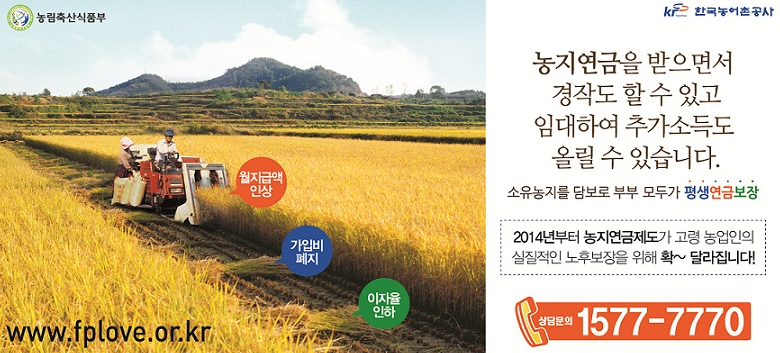 농림축산식품부
월지급액
인상
가입비
폐지
이자율
인하
www.fplove.or.kr
한국농어촌공사
농지연금을 받으면서
경작도 할 수 있고
임대하여 추가소득도
올릴 수 있습니다.
소유농지를 담보로 부부 모두가 평생연금보장
2014년부터 농지연금제도가 고령 농업인의
실질적인 노후보장을 위해 확~ 달라집니다!
상담문의 1577-7770